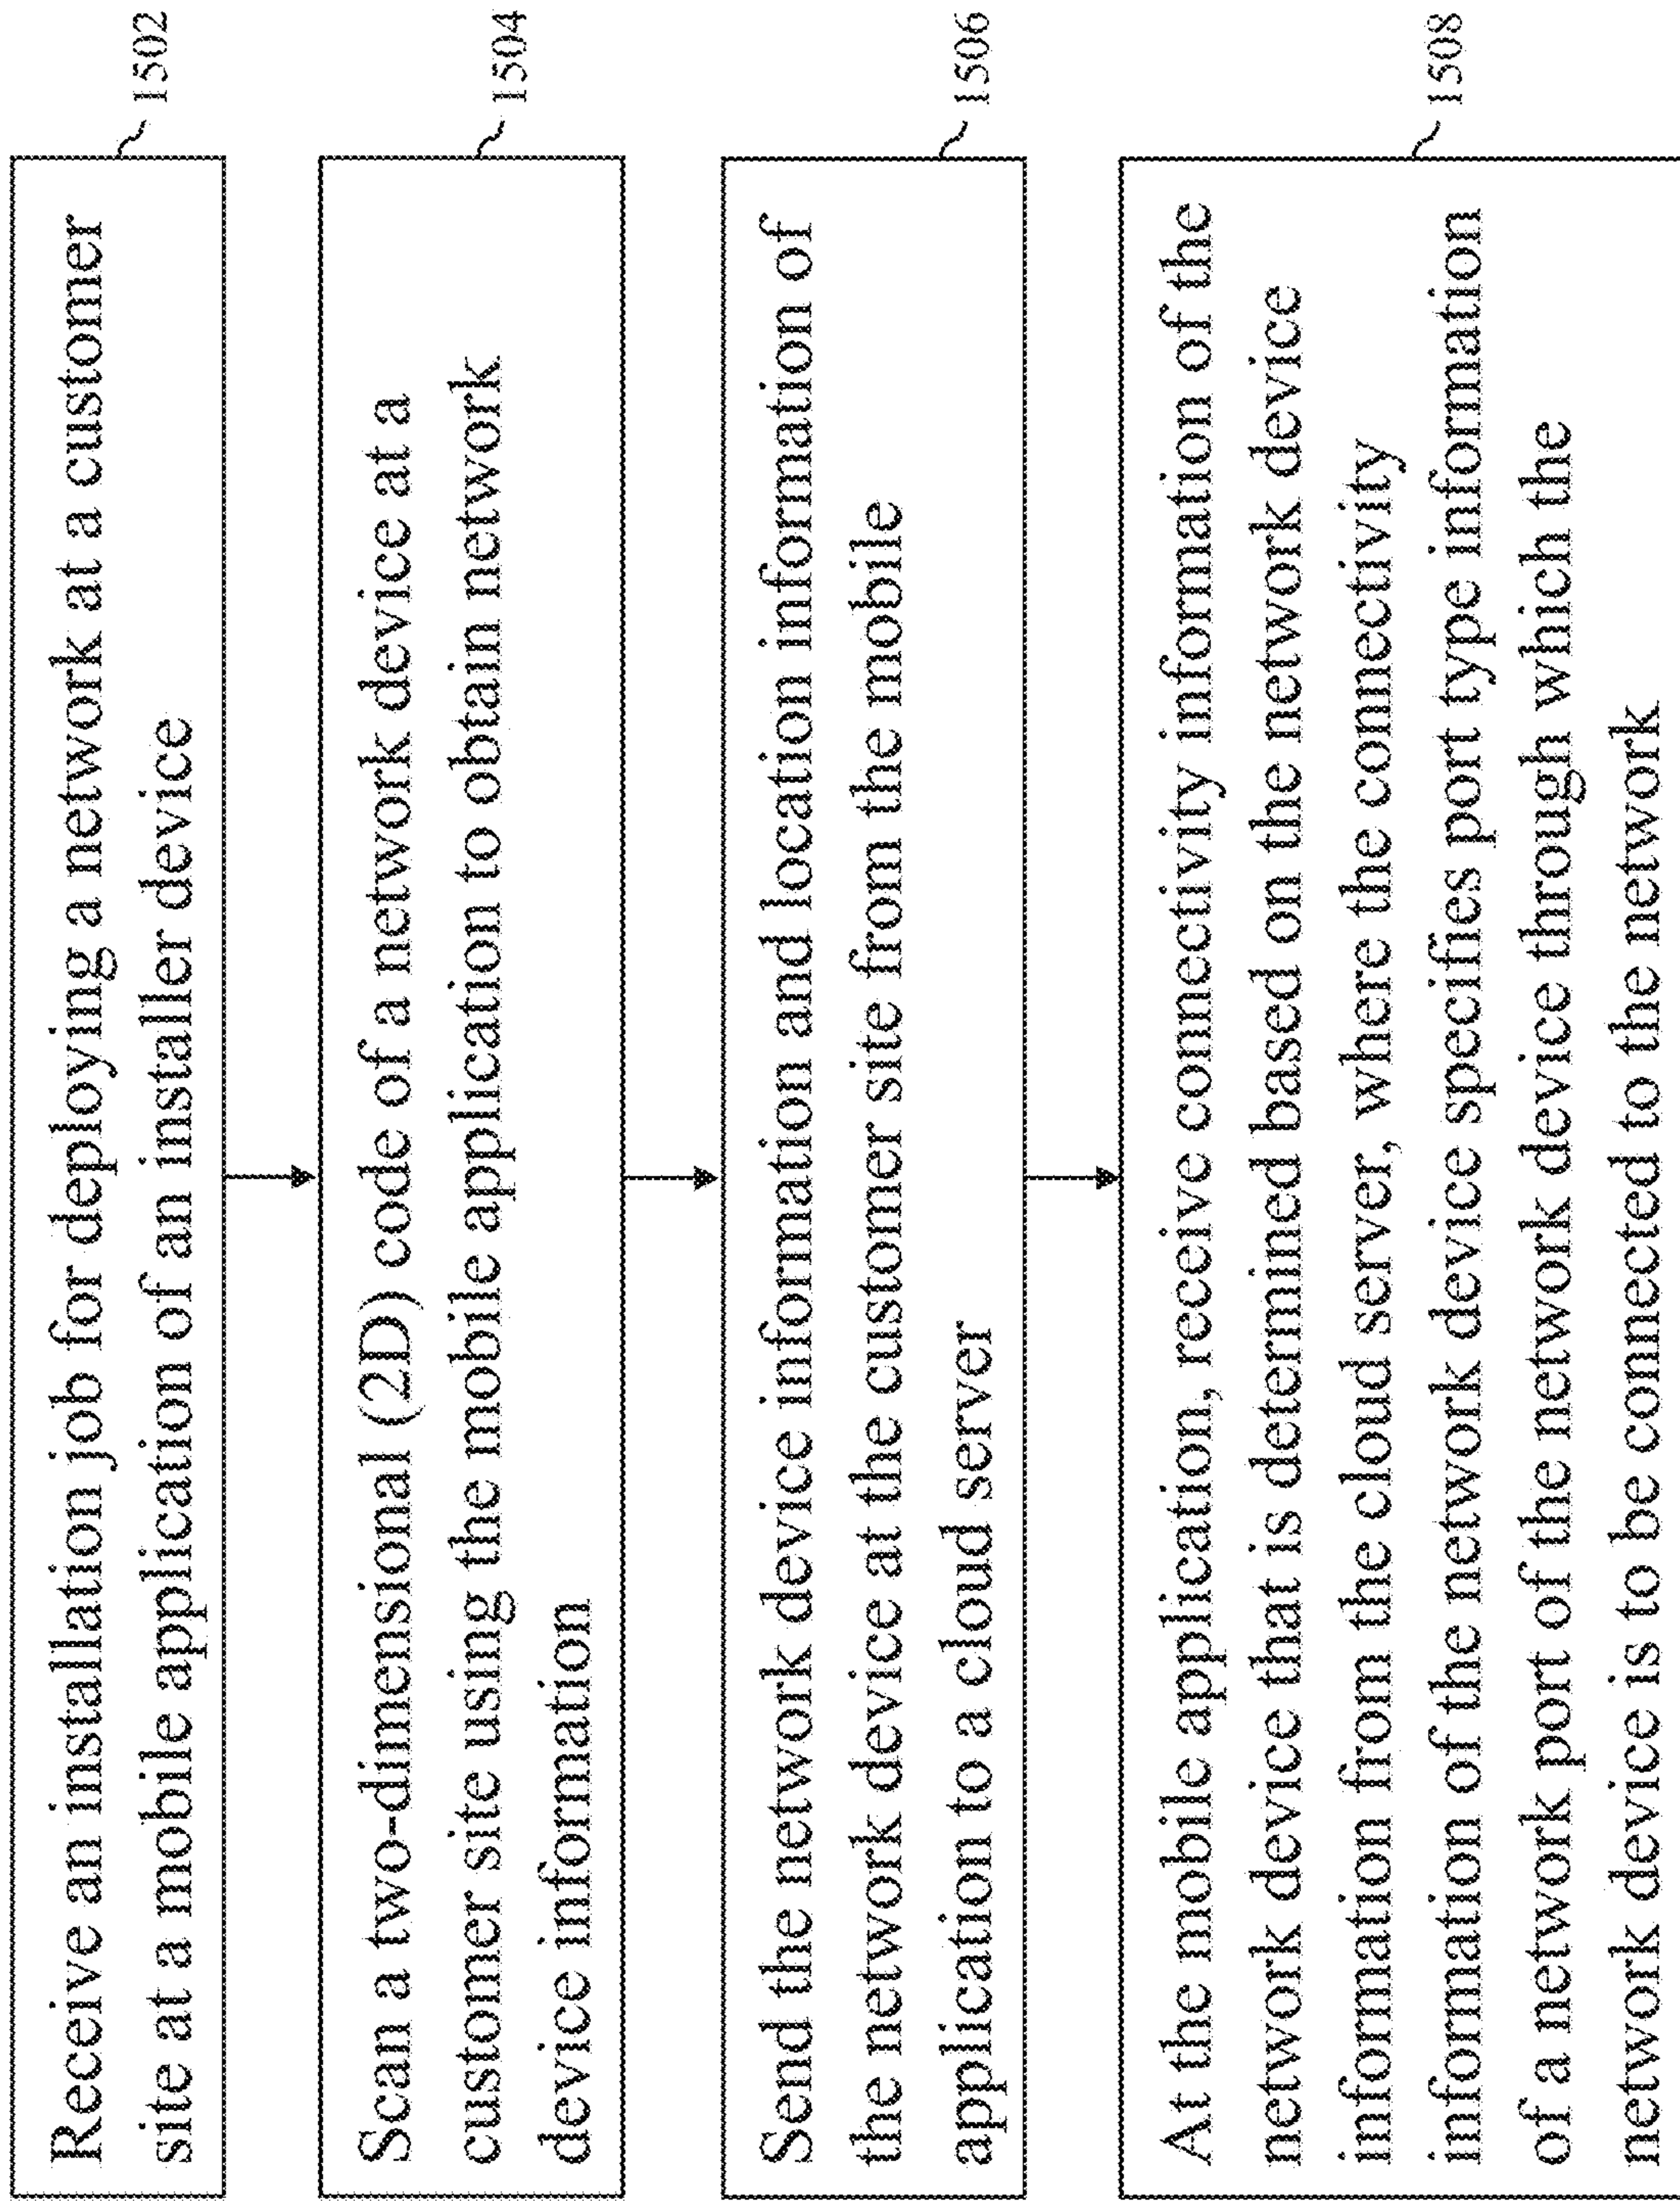 Receive an installation job for deploying a network at a customer
site at a mobile application of an installer device
1502
Scan a two-dimensional (2D) code of a network device at a
customer site using the mobile application to obtain network
device information
1504
Send the network device information and location information of
the network device at the customer site from the mobile
application to a cloud server
1506
At the mobile application, receive connectivity information of the
network device that is determined based on the network device
information from the cloud server, where the connectivity
information of the network device specifies port type information
of a network port of the network device through which the
network device is to be connected to the network
1508